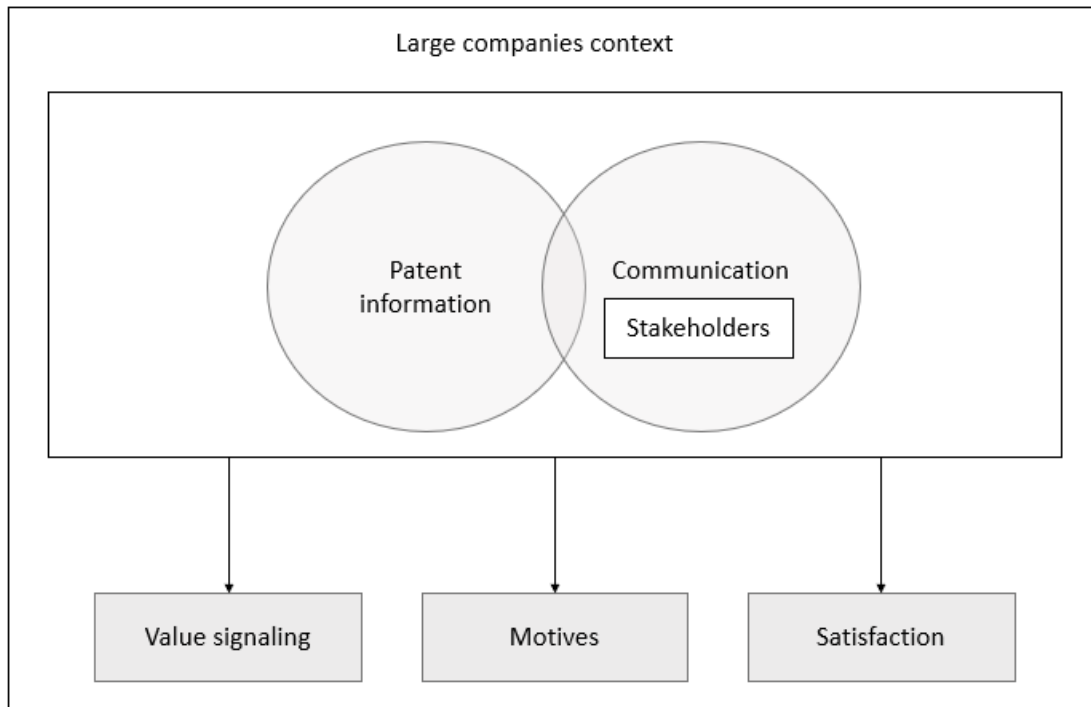 Large companies context
Patent
information
Communication
Stakeholders
Value signaling
Motives
Satisfaction